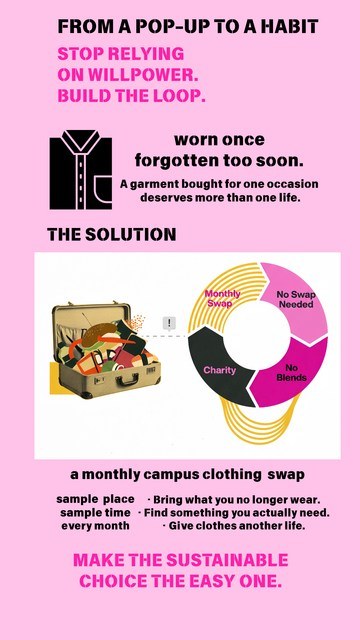 FROM A POP-UP TO A HABIT
STOP RELYING
ON WILLPOWER.
BUILD THE LOOP.
worn once
forgotten too soon.
A garment bought for one occasion
deserves more than one life.
THE SOLUTION
Monthly
Swap
No Swap
Needed
!
Charity
No
Blends
a monthly campus clothing swap
sample place · Bring what you no longer wear.
sample time · Find something you actually need.
every month · Give clothes another life.
MAKE THE SUSTAINABLE
CHOICE THE EASY ONE.